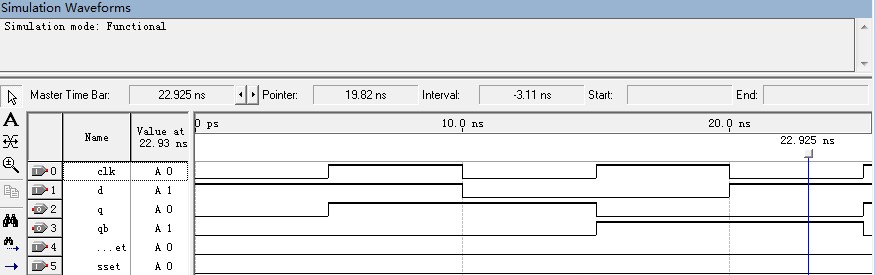 Simulation Waveforms
Simulation mode: Functional
Master Time Bar: 22.925 ns Pointer: 19.82 ns Interval: -3.11 ns Start: End:
A
Name Value at 22.93 ns 0 ps 10.0 ns 20.0 ns
22.925 ns
0 clk A 0
1 d A 1
2 q A 0
3 qb A 1
4 ...et A 0
5 sset A 0